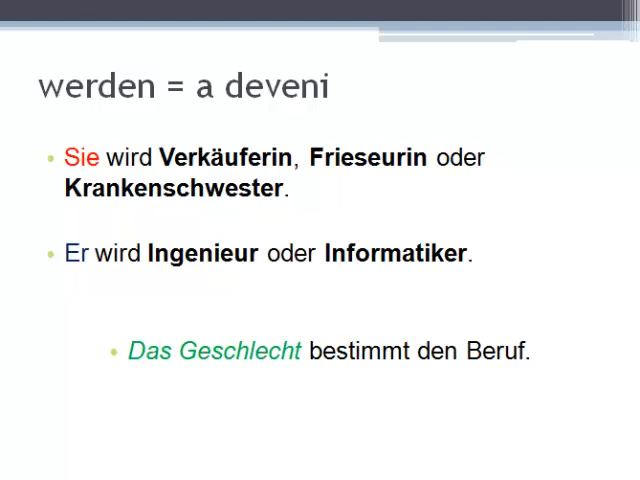 werden = a deveni
• Sie wird Verkäuferin, Frieseurin oder
Krankenschwester.
• Er wird Ingenieur oder Informatiker.
• Das Geschlecht bestimmt den Beruf.